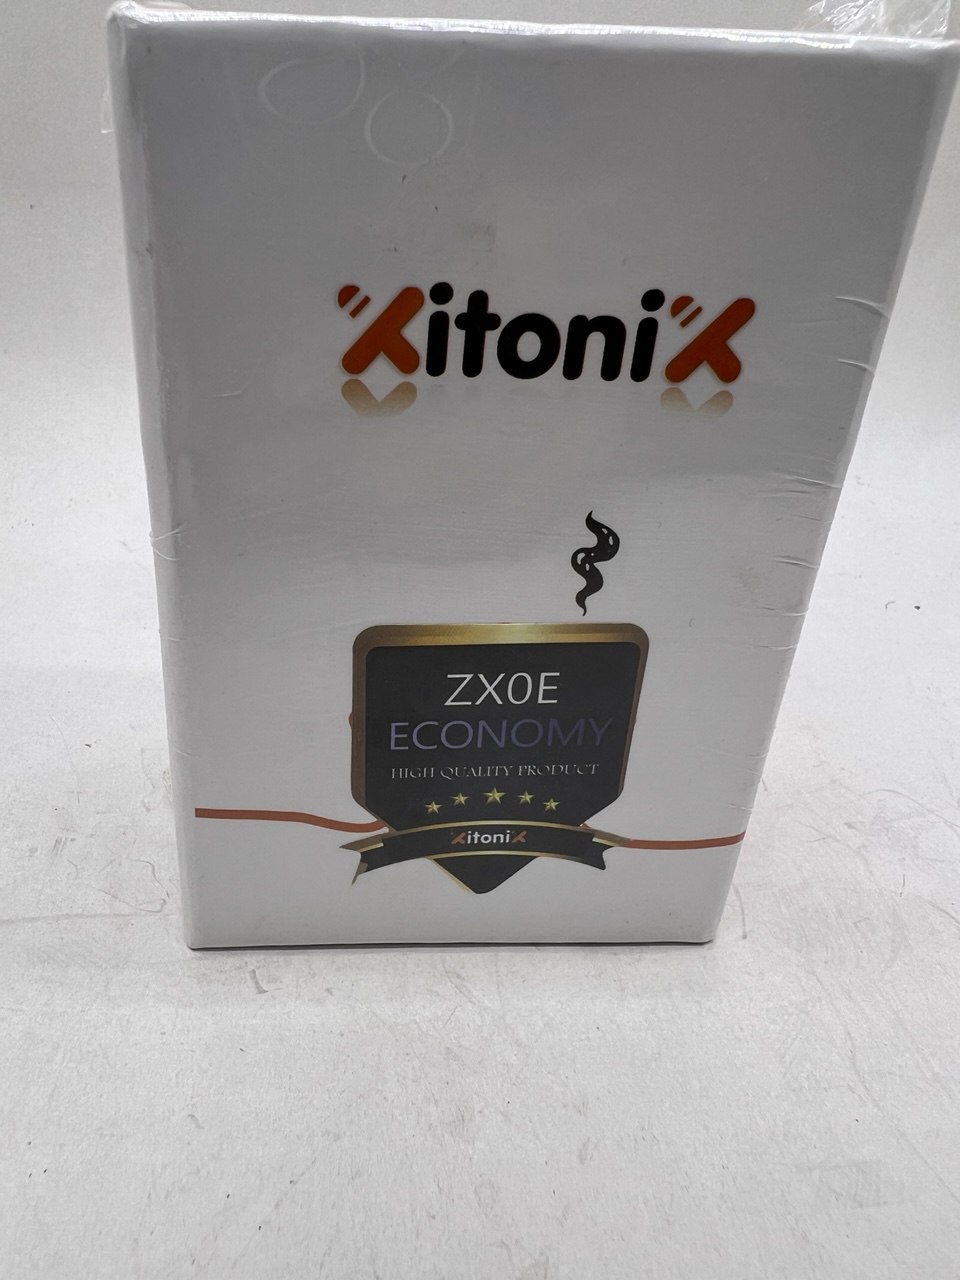 XitoniX
ZX0E
ECONOMY
HIGH QUALITY PRODUCT
XitoniX